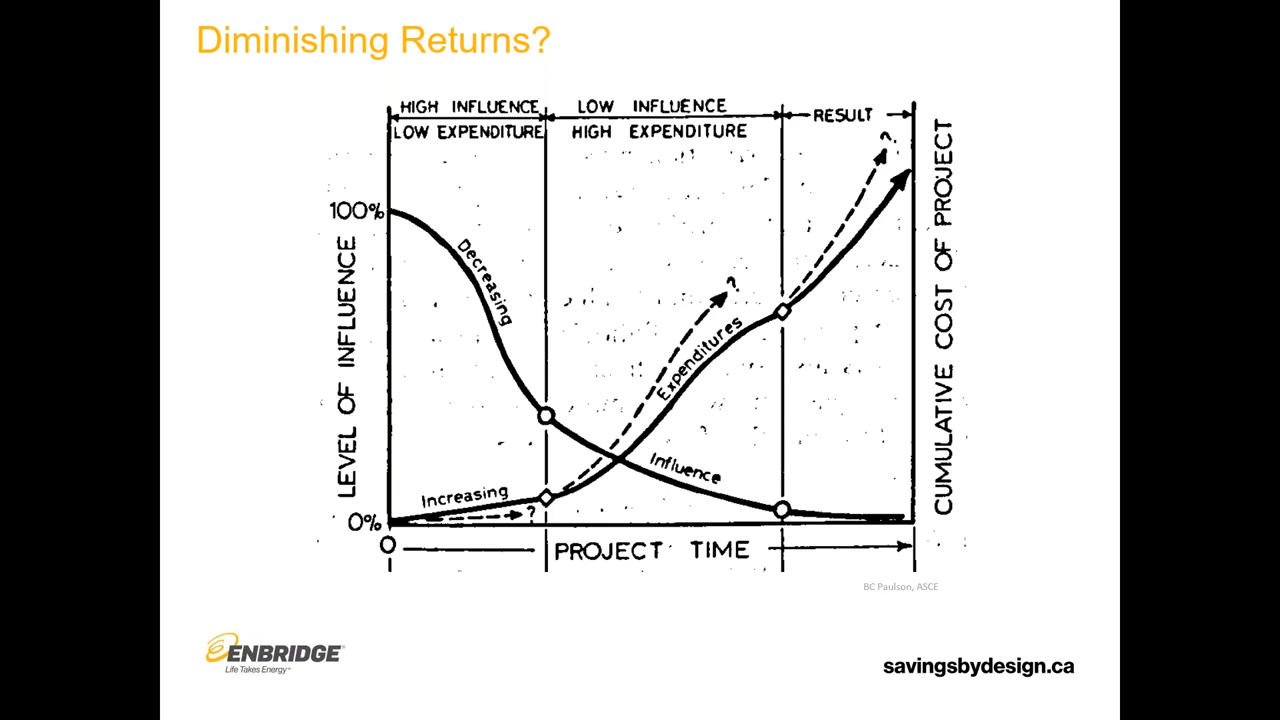 Diminishing Returns?
HIGH INFLUENCE
LOW EXPENDITURE
LOW INFLUENCE
HIGH EXPENDITURE
RESULT
?
100%
LEVEL OF INFLUENCE
Decreasing
?
Expenditures
CUMULATIVE COST OF PROJECT
Influence
Increasing
?
0%
0
PROJECT TIME
BC Paulson, ASCE
ENBRIDGE®
Life Takes Energy™
savingsbydesign.ca